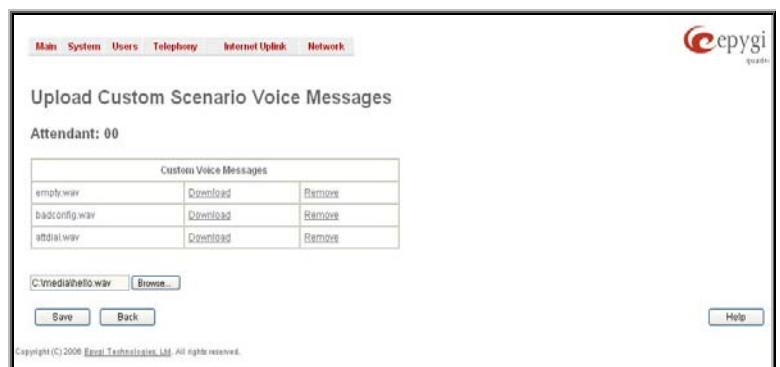 Main System Users Telephony Internet Uplink Network
epygi
quadro
Upload Custom Scenario Voice Messages
Attendant: 00
Custom Voice Messages
empty.wav Download Remove
badconfig.wav Download Remove
attdial.wav Download Remove
C:\media\hello.wav Browse...
Save Back Help
Copyright (C) 2006 Epygi Technologies, Ltd. All rights reserved.